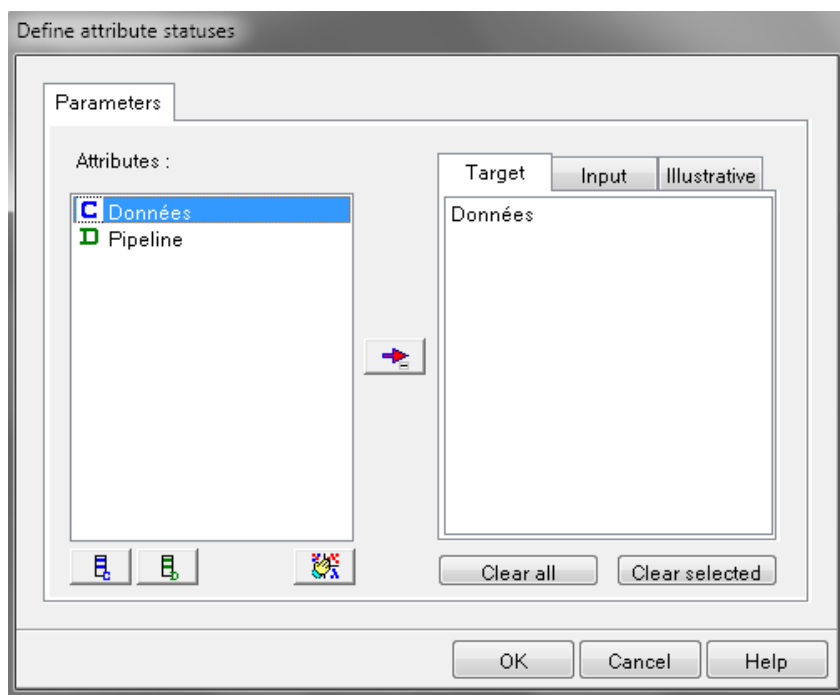 Define attribute statuses
Parameters
Attributes :
C Données
D Pipeline
Target Input Illustrative
Données
C D
Clear all Clear selected
OK Cancel Help